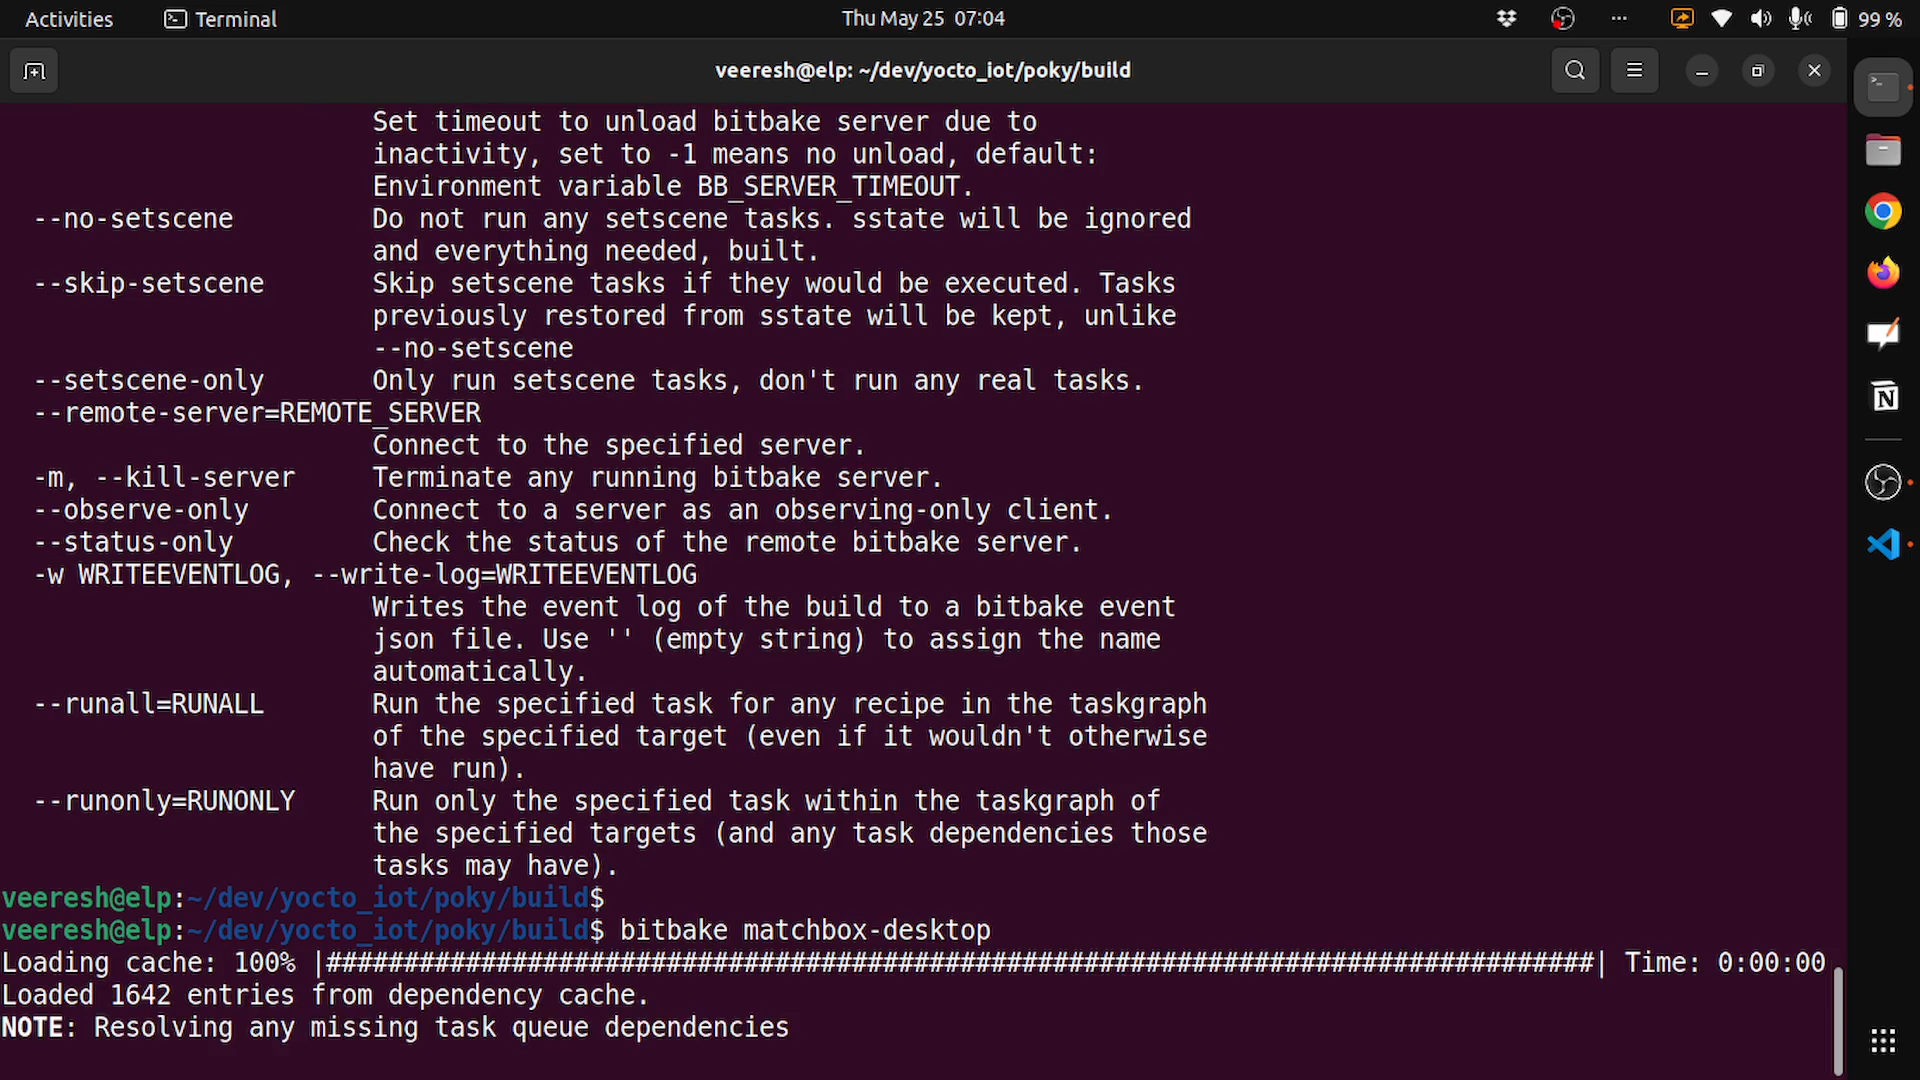 Activities
Terminal
Thu May 25 07:04
99 %
veeresh@elp: ~/dev/yocto_iot/poky/build
Set timeout to unload bitbake server due to
inactivity, set to -1 means no unload, default:
Environment variable BB_SERVER_TIMEOUT.
--no-setscene Do not run any setscene tasks. sstate will be ignored
and everything needed, built.
--skip-setscene Skip setscene tasks if they would be executed. Tasks
previously restored from sstate will be kept, unlike
--no-setscene
--setscene-only Only run setscene tasks, don't run any real tasks.
--remote-server=REMOTE_SERVER
Connect to the specified server.
-m, --kill-server Terminate any running bitbake server.
--observe-only Connect to a server as an observing-only client.
--status-only Check the status of the remote bitbake server.
-w WRITEEVENTLOG, --write-log=WRITEEVENTLOG
Writes the event log of the build to a bitbake event
json file. Use '' (empty string) to assign the name
automatically.
--runall=RUNALL Run the specified task for any recipe in the taskgraph
of the specified target (even if it wouldn't otherwise
have run).
--runonly=RUNONLY Run only the specified task within the taskgraph of
the specified targets (and any task dependencies those
tasks may have).
veeresh@elp:~/dev/yocto_iot/poky/build$
veeresh@elp:~/dev/yocto_iot/poky/build$ bitbake matchbox-desktop
Loading cache: 100% |##################################################################################| Time: 0:00:00
Loaded 1642 entries from dependency cache.
NOTE: Resolving any missing task queue dependencies